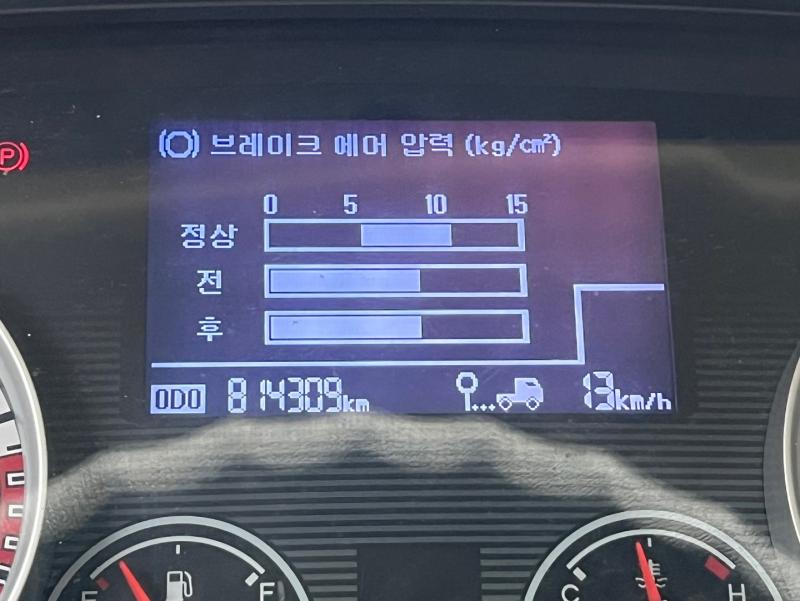 브레이크 에어 압력 (kg/cm²)
0 5 10 15
정상
전
후
ODO 814309km 13km/h
P
E F
C H